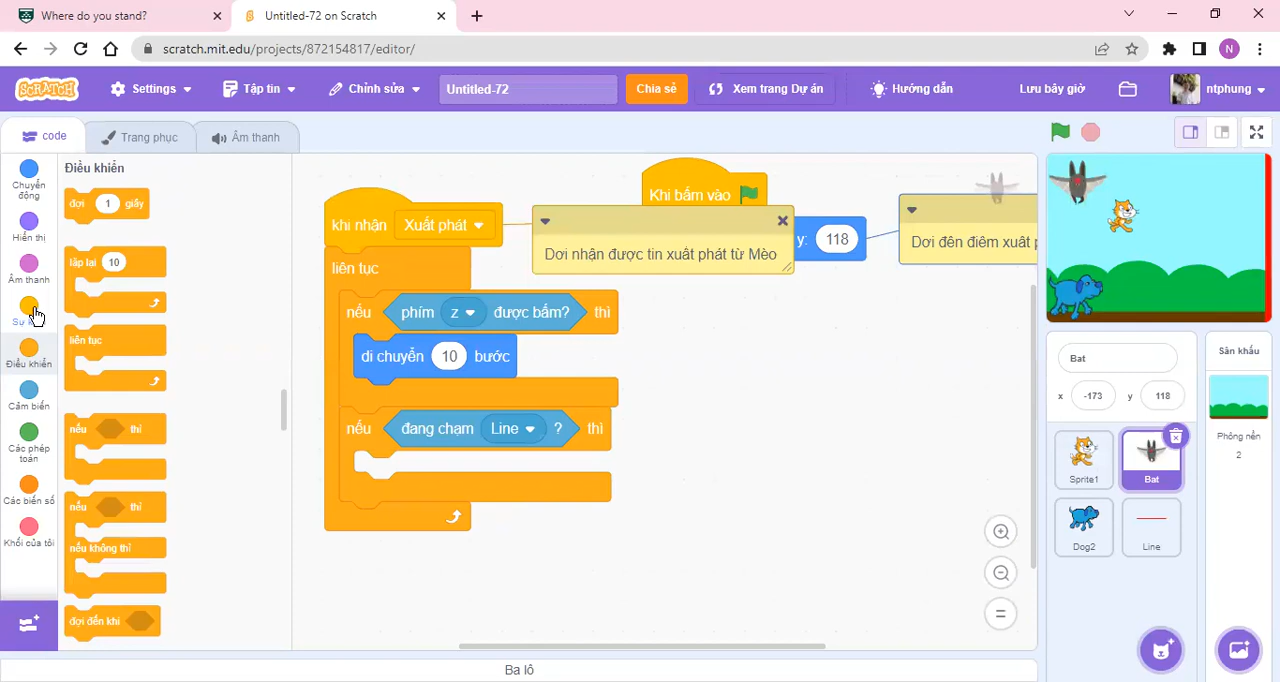 Where do you stand?
Untitled-72 on Scratch
scratch.mit.edu/projects/872154817/editor/
N
SCRATCH
Settings
Tập tin
Chỉnh sửa
Untitled-72
Chia sẻ
Xem trang Dự án
Hướng dẫn
Lưu bây giờ
ntphung
code
Trang phục
Âm thanh
Chuyển động
Hiển thị
Âm thanh
Điều khiển
Cảm biến
Các phép toán
Các biến số
Khối của tôi
Điều khiển
đợi 1 giây
lặp lại 10
liên tục
nếu thì
nếu thì
nếu không thì
đợi đến khi
khi nhận Xuất phát
liên tục
nếu phím z được bấm? thì
di chuyển 10 bước
nếu đang chạm Line ? thì
Khi bấm vào
Dơi nhận được tin xuất phát từ Mèo
y: 118
Dơi đên điêm xuất
Bat
x -173 y 118
Sprite1
Bat
Dog2
Line
Sân khấu
Phông nền
2
Ba lô